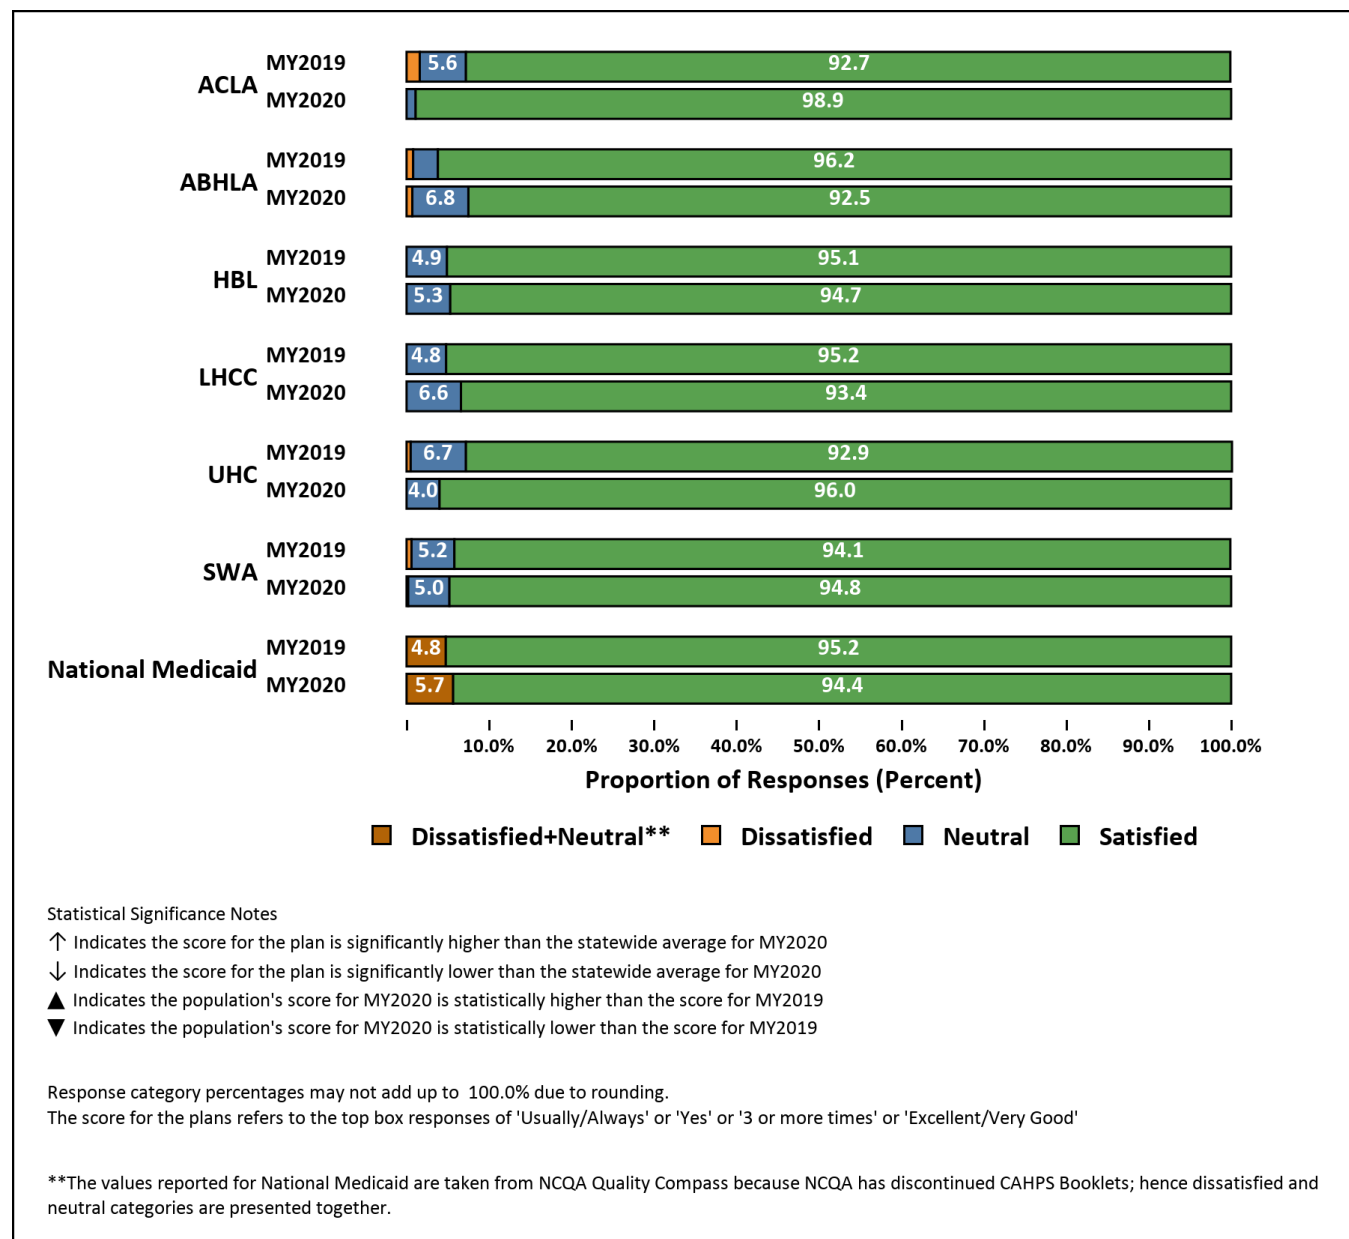 MY2019 5.6 92.7
ACLA
MY2020 98.9
MY2019 96.2
ABHLA
MY2020 6.8 92.5
MY2019 4.9 95.1
HBL
MY2020 5.3 94.7
MY2019 4.8 95.2
LHCC
MY2020 6.6 93.4
MY2019 6.7 92.9
UHC
MY2020 4.0 96.0
MY2019 5.2 94.1
SWA
MY2020 5.0 94.8
MY2019 4.8 95.2
National Medicaid
MY2020 5.7 94.4
10.0% 20.0% 30.0% 40.0% 50.0% 60.0% 70.0% 80.0% 90.0% 100.0%
Proportion of Responses (Percent)
Dissatisfied+Neutral** Dissatisfied Neutral Satisfied
Statistical Significance Notes
↑ Indicates the score for the plan is significantly higher than the statewide average for MY2020
↓ Indicates the score for the plan is significantly lower than the statewide average for MY2020
▲ Indicates the population's score for MY2020 is statistically higher than the score for MY2019
▼ Indicates the population's score for MY2020 is statistically lower than the score for MY2019
Response category percentages may not add up to 100.0% due to rounding.
The score for the plans refers to the top box responses of 'Usually/Always' or 'Yes' or '3 or more times' or 'Excellent/Very Good'
**The values reported for National Medicaid are taken from NCQA Quality Compass because NCQA has discontinued CAHPS Booklets; hence dissatisfied and
neutral categories are presented together.